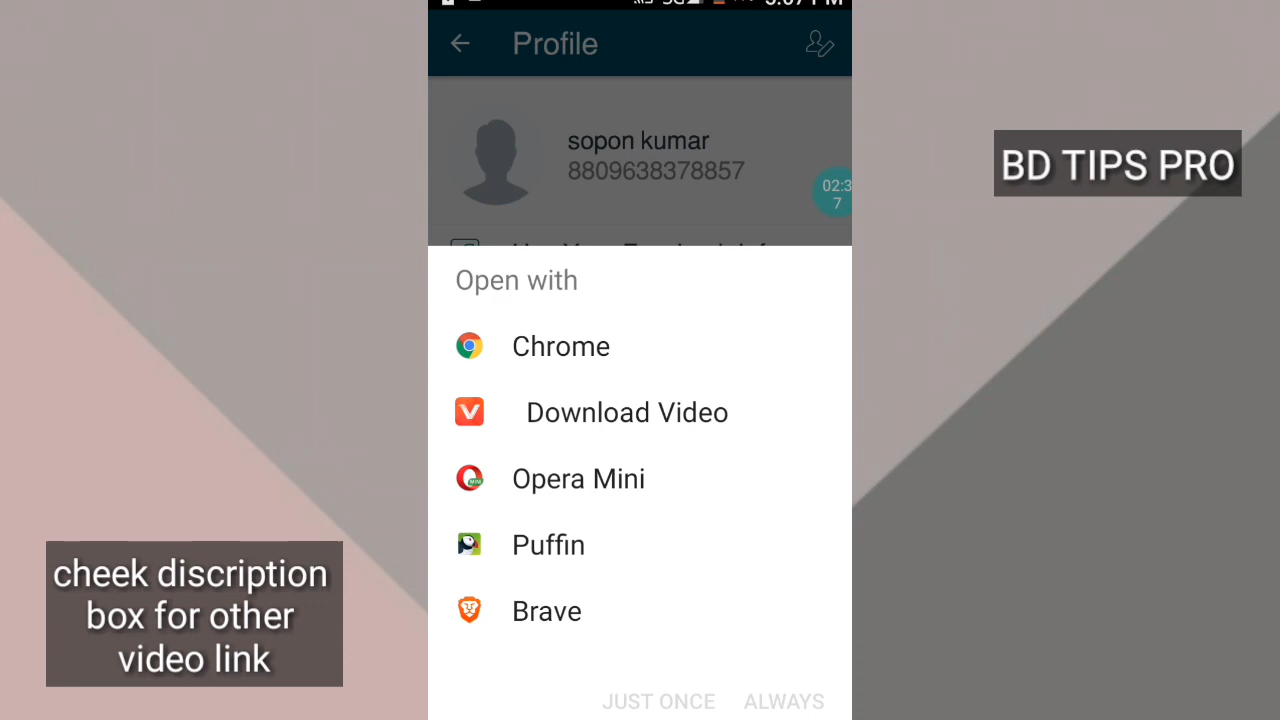 Profile
sopon kumar
8809638378857
02:3
7
Open with
Chrome
Download Video
Opera Mini
Puffin
Brave
JUST ONCE ALWAYS
BD TIPS PRO
cheek discription
box for other
video link